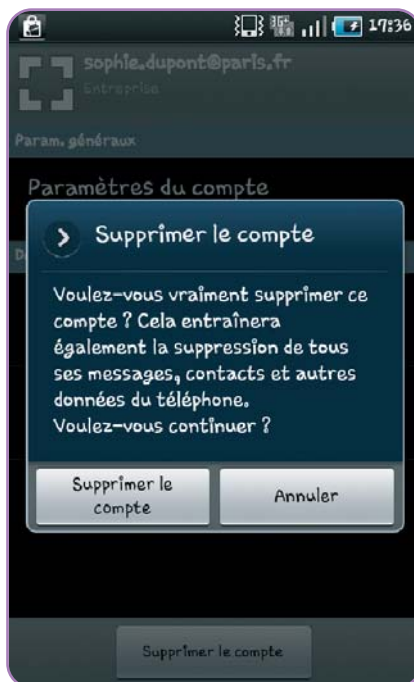 17:36
sophie.dupont@paris.fr
Entreprise
Param. généraux
Paramètres du compte
D
Supprimer le compte
Voulez-vous vraiment supprimer ce
compte ? Cela entraînera
également la suppression de tous
ses messages, contacts et autres
données du téléphone.
Voulez-vous continuer ?
Supprimer le
compte
Annuler
Supprimer le compte